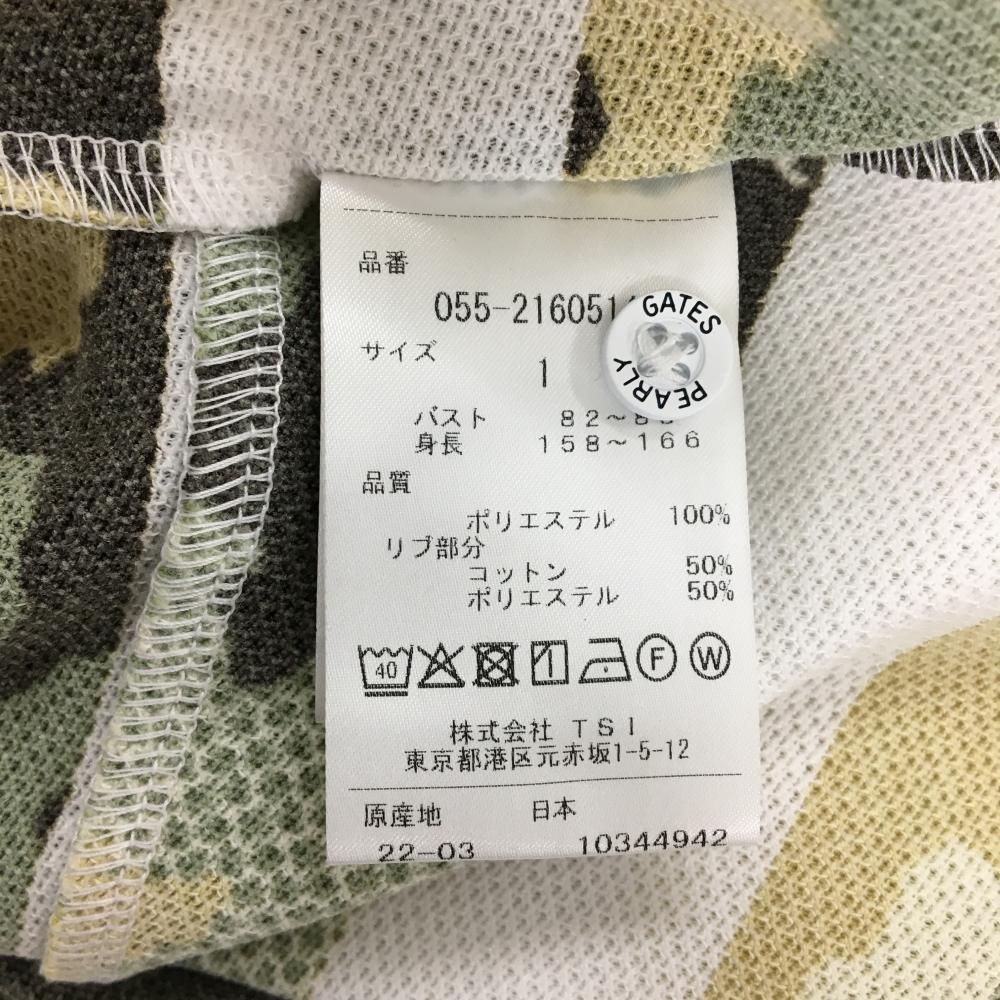 品番
055-216051
GATES
PEARLY
サイズ
1
バスト 82～8
身長 158～166
品質
ポリエステル 100%
リブ部分
コットン 50%
ポリエステル 50%
40
F
W
株式会社 TSI
東京都港区元赤坂1-5-12
原産地 日本
22-03 10344942